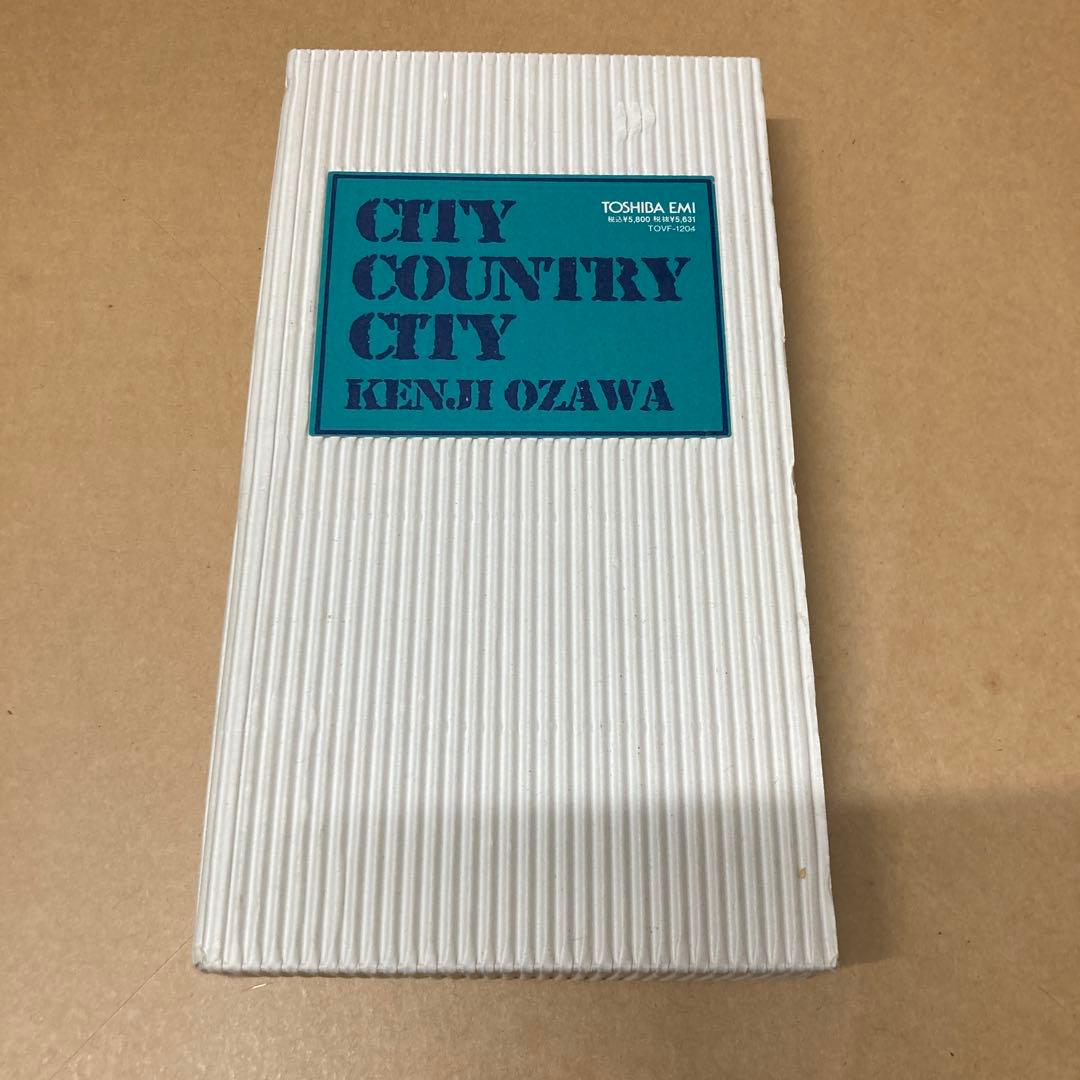 CITY
COUNTRY
CITY
KENJI OZAWA
TOSHIBA EMI
税込¥5,800 税抜¥5,631
TOVF-1204